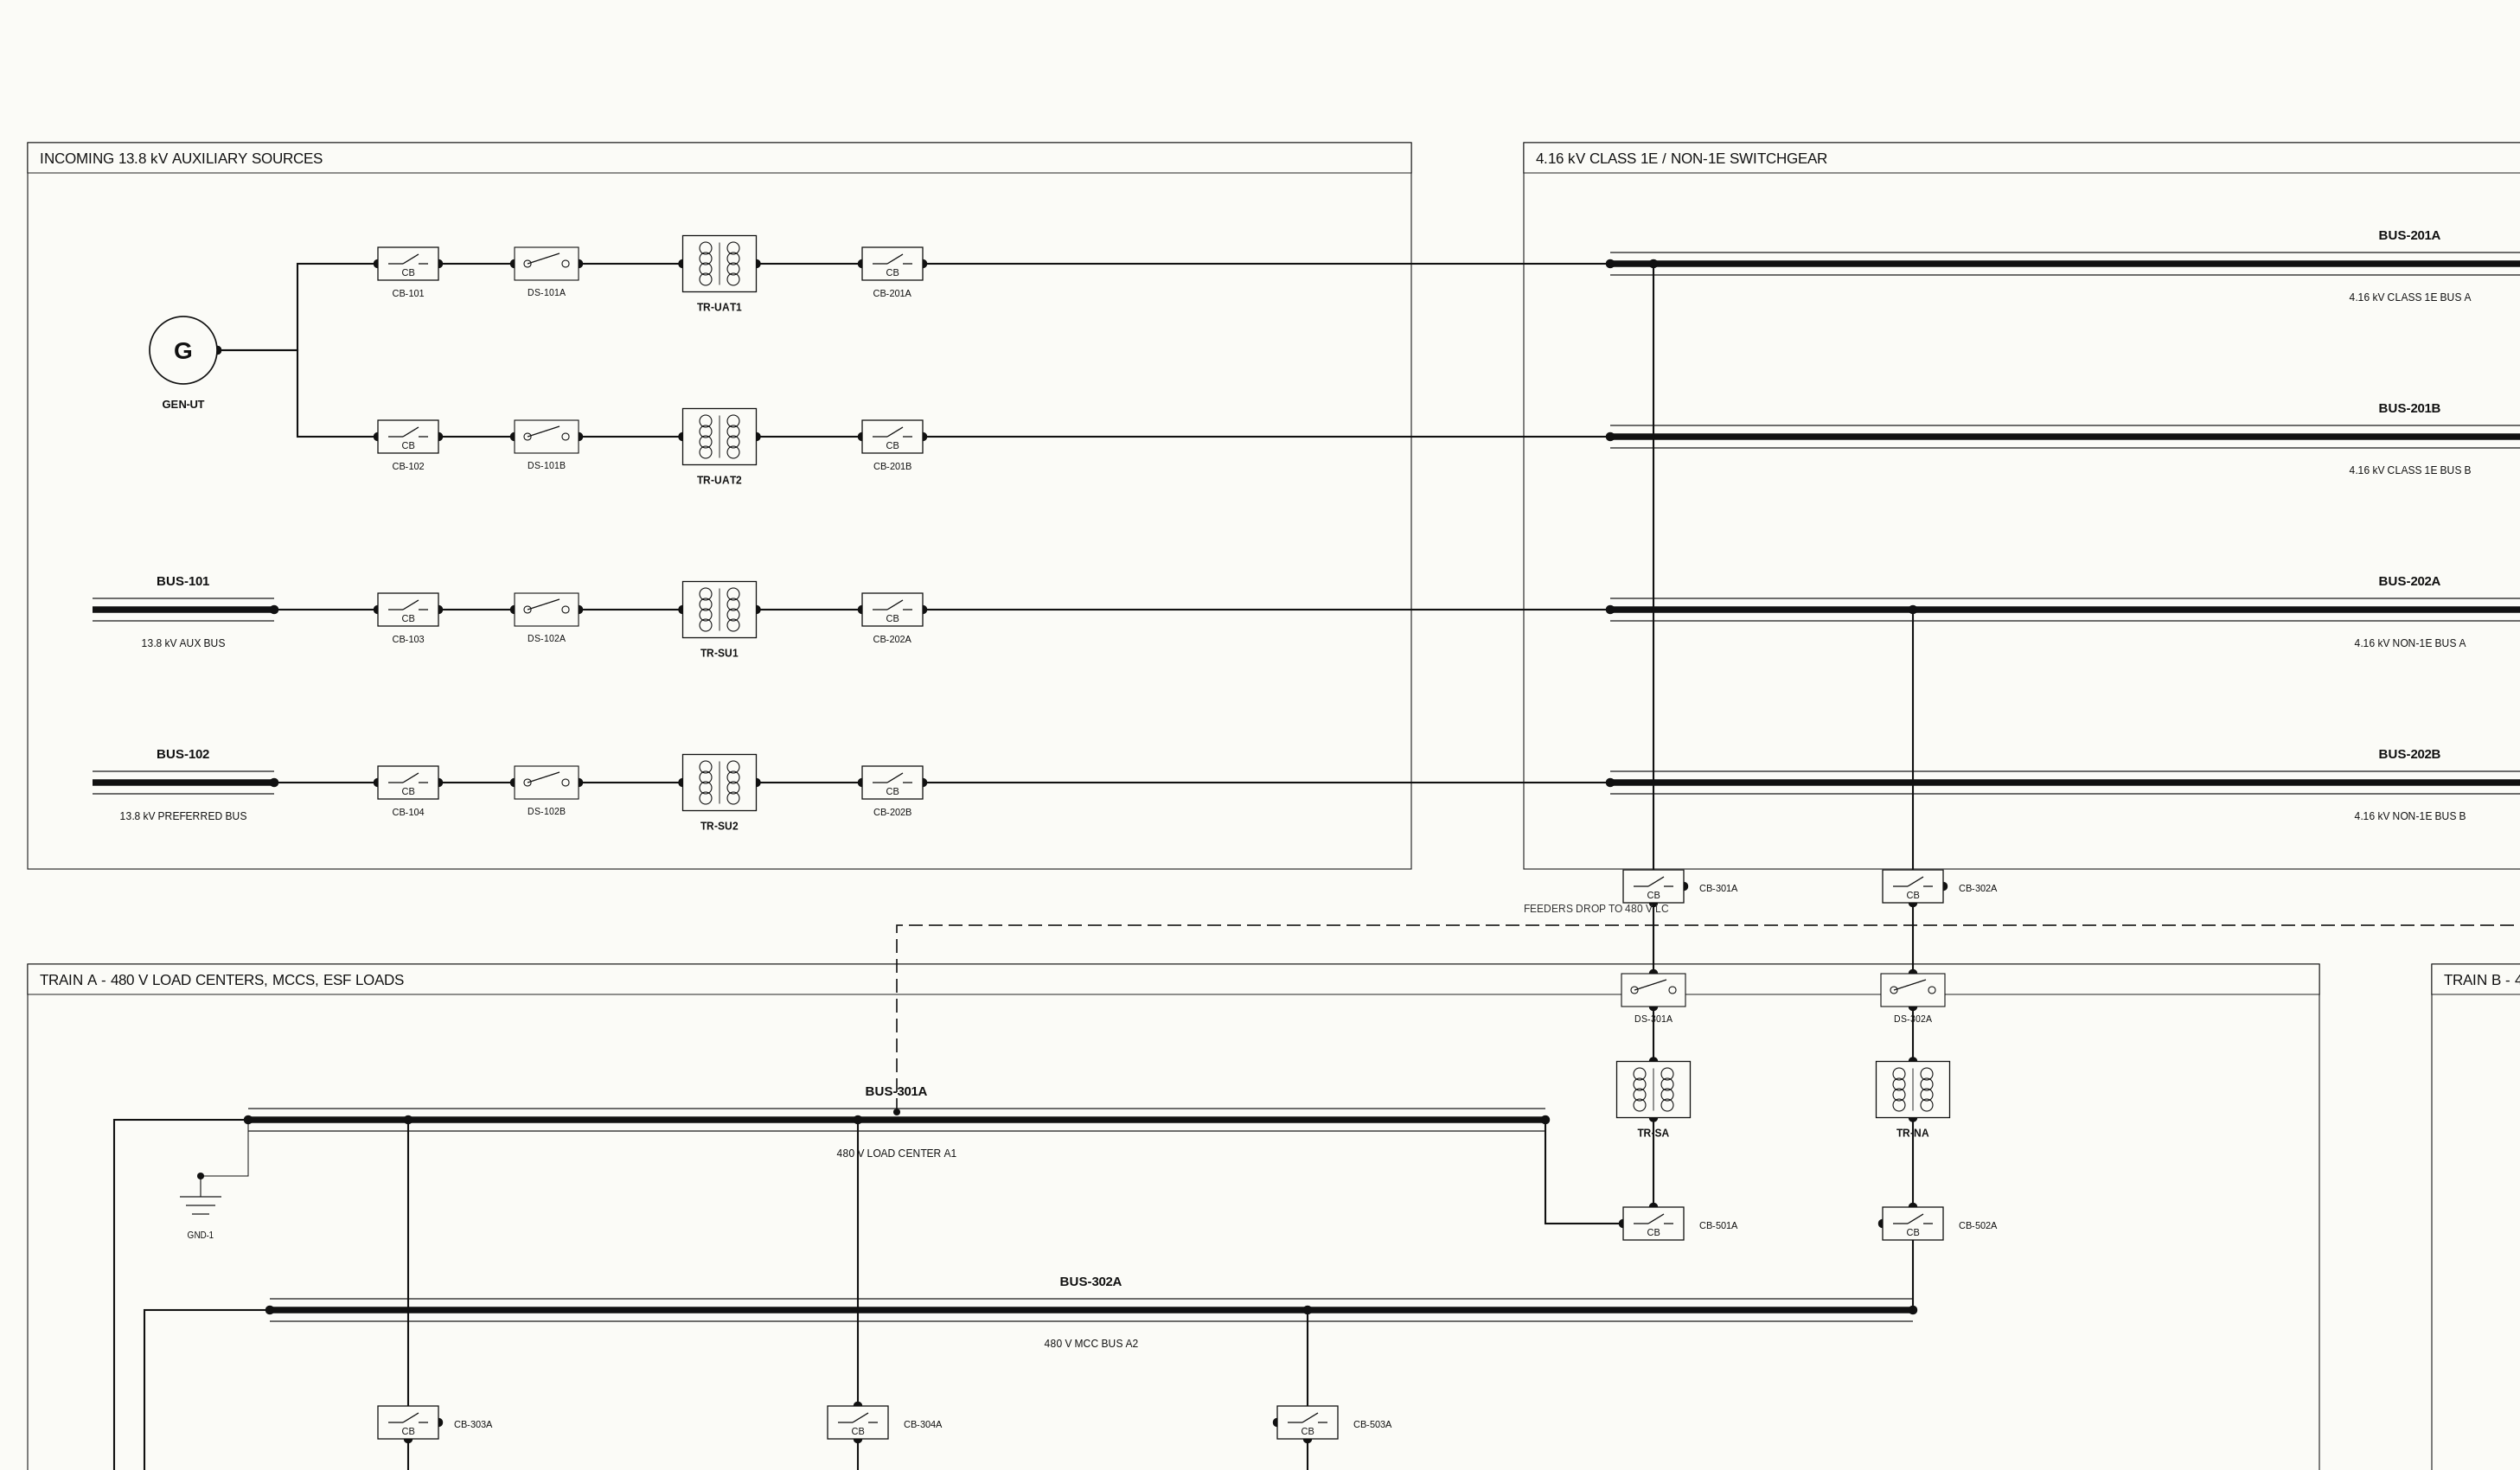 INCOMING 13.8 kV AUXILIARY SOURCES
4.16 kV CLASS 1E / NON-1E SWITCHGEAR
BUS-201A
CB
CB
CB-101
DS-101A
CB-201A
4.16 kV CLASS 1E BUS A
TR-UAT1
G
GEN-UT
BUS-201B
CB
CB
CB-102
DS-101B
CB-201B
4.16 kV CLASS 1E BUS B
TR-UAT2
BUS-101
BUS-202A
CB
CB
13.8 kV AUX BUS
CB-103
DS-102A
CB-202A
4.16 kV NON-1E BUS A
TR-SU1
BUS-102
BUS-202B
CB
CB
13.8 kV PREFERRED BUS
CB-104
DS-102B
CB-202B
4.16 kV NON-1E BUS B
TR-SU2
CB
CB-301A
CB
CB-302A
FEEDERS DROP TO 480 V LC
TRAIN A - 480 V LOAD CENTERS, MCCS, ESF LOADS
TRAIN B - 4
DS-301A
DS-302A
BUS-301A
TR-SA
TR-NA
480 V LOAD CENTER A1
GND-1
CB
CB-501A
CB
CB-502A
BUS-302A
480 V MCC BUS A2
CB
CB-303A
CB
CB-304A
CB
CB-503A